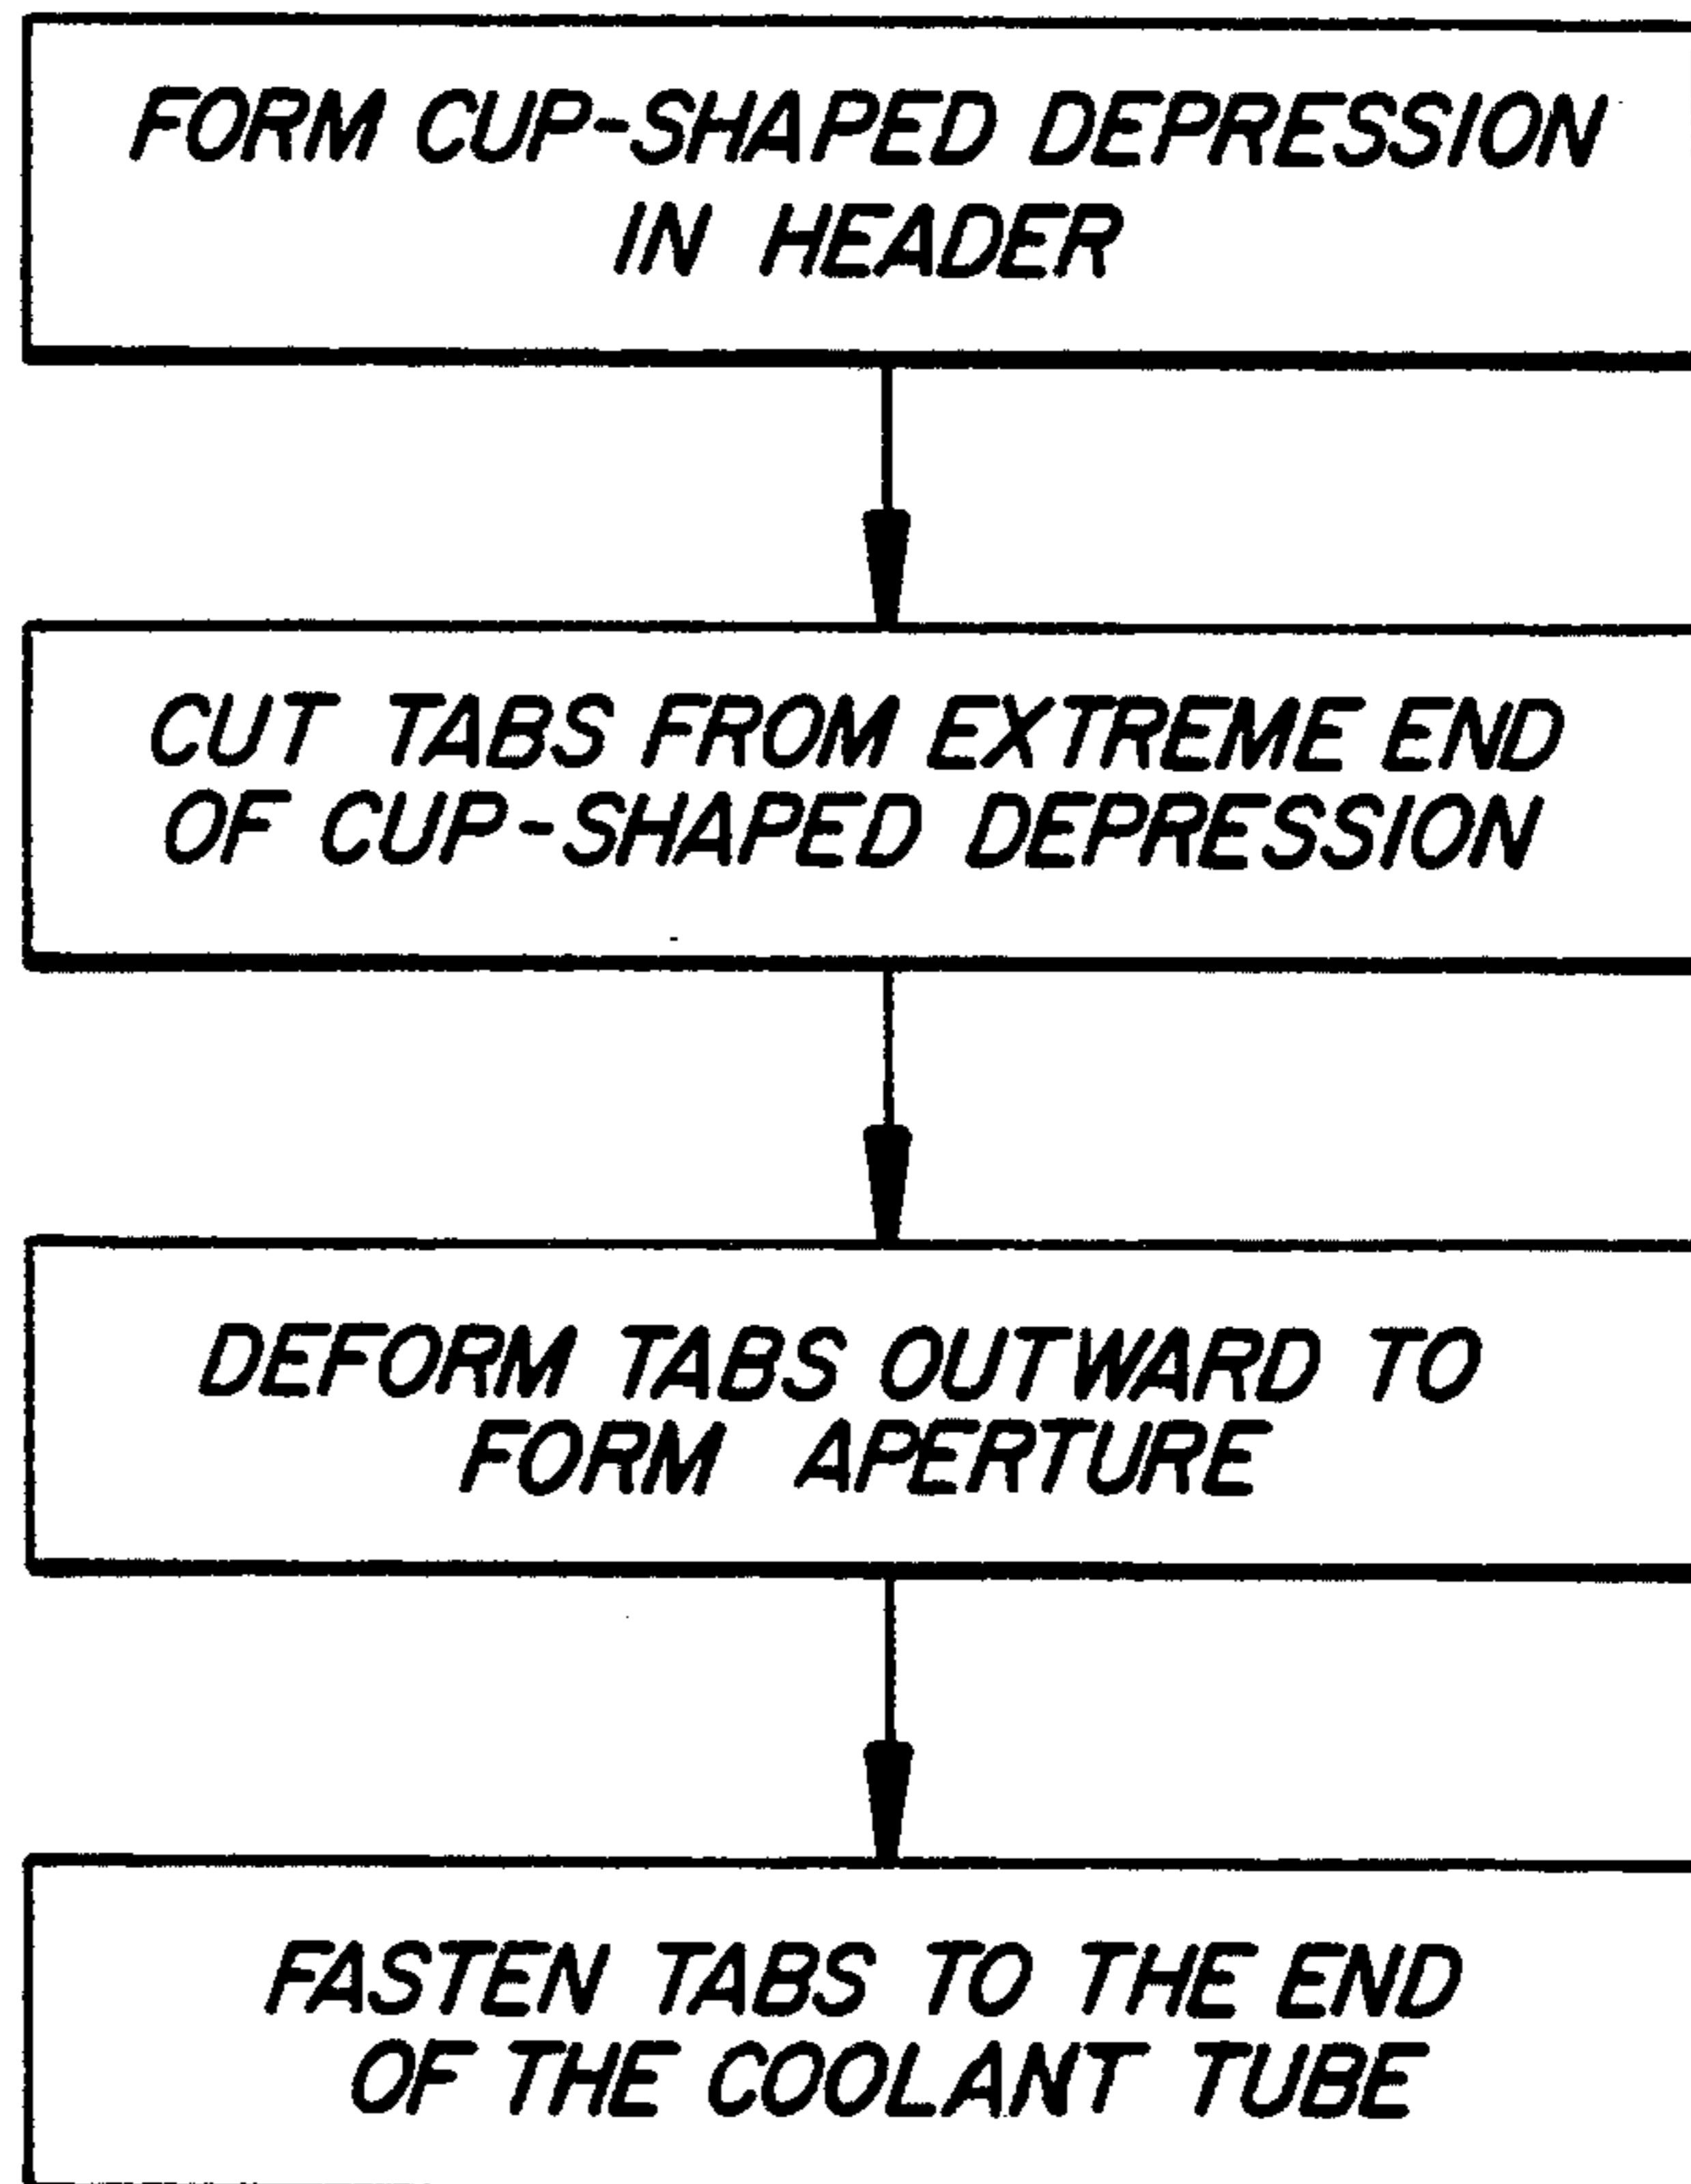 FORM CUP-SHAPED DEPRESSION
IN HEADER
CUT TABS FROM EXTREME END
OF CUP-SHAPED DEPRESSION
DEFORM TABS OUTWARD TO
FORM APERTURE
FASTEN TABS TO THE END
OF THE COOLANT TUBE